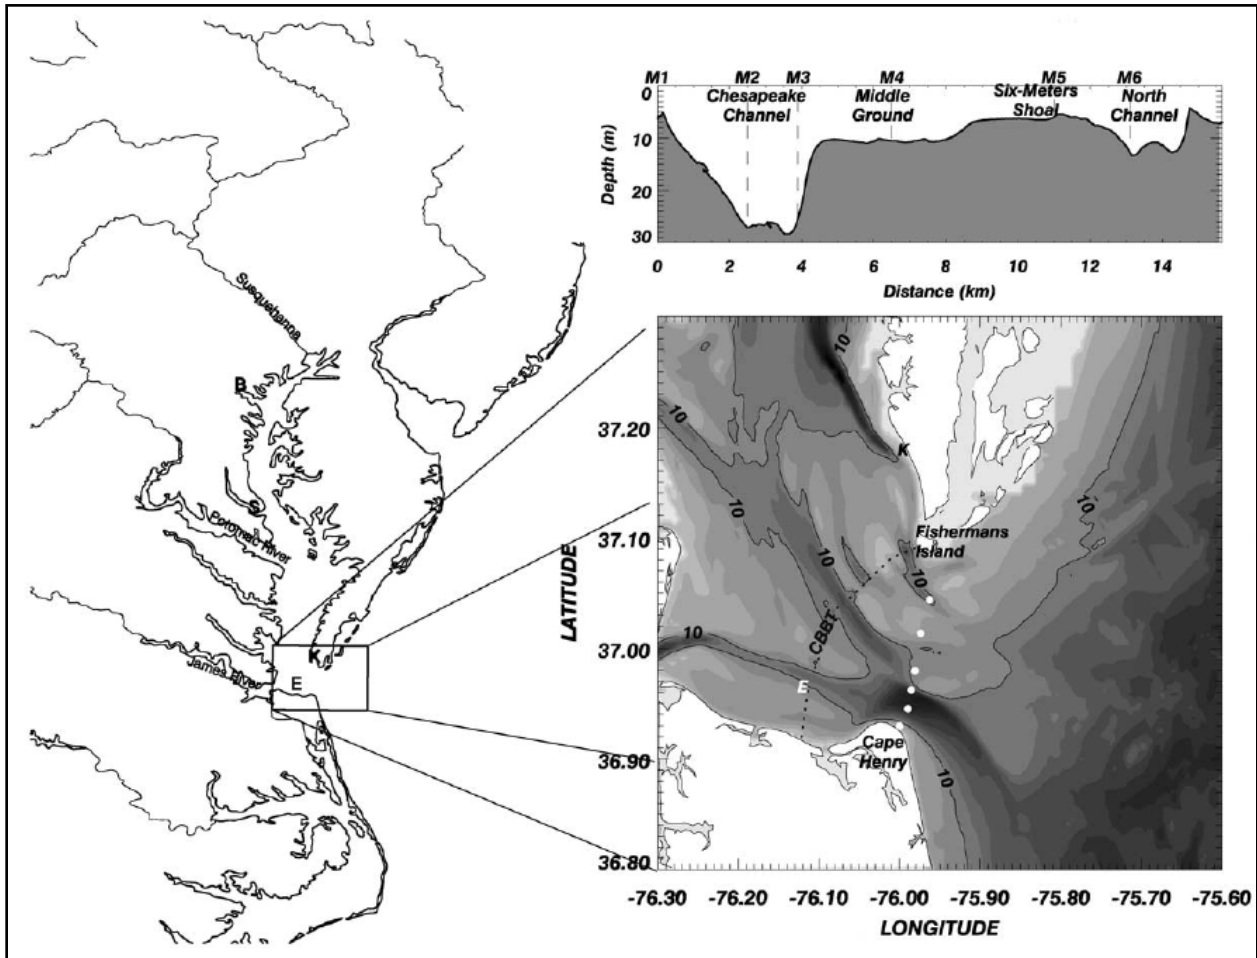 Susquehanna
B
S
Potomac River
James River
K
E
M1 M2 M3 M4 M5 M6
Chesapeake
Channel
Middle
Ground
Six-Meters
Shoal
North
Channel
0
10
20
30
Depth (m)
0 2 4 6 8 10 12 14
Distance (km)
37.20
37.10
37.00
36.90
36.80
LATITUDE
10
10
K
10
10
10
Fishermans
Island
10
CBBT
10
E
Cape
Henry
10
-76.30 -76.20 -76.10 -76.00 -75.90 -75.80 -75.70 -75.60
LONGITUDE